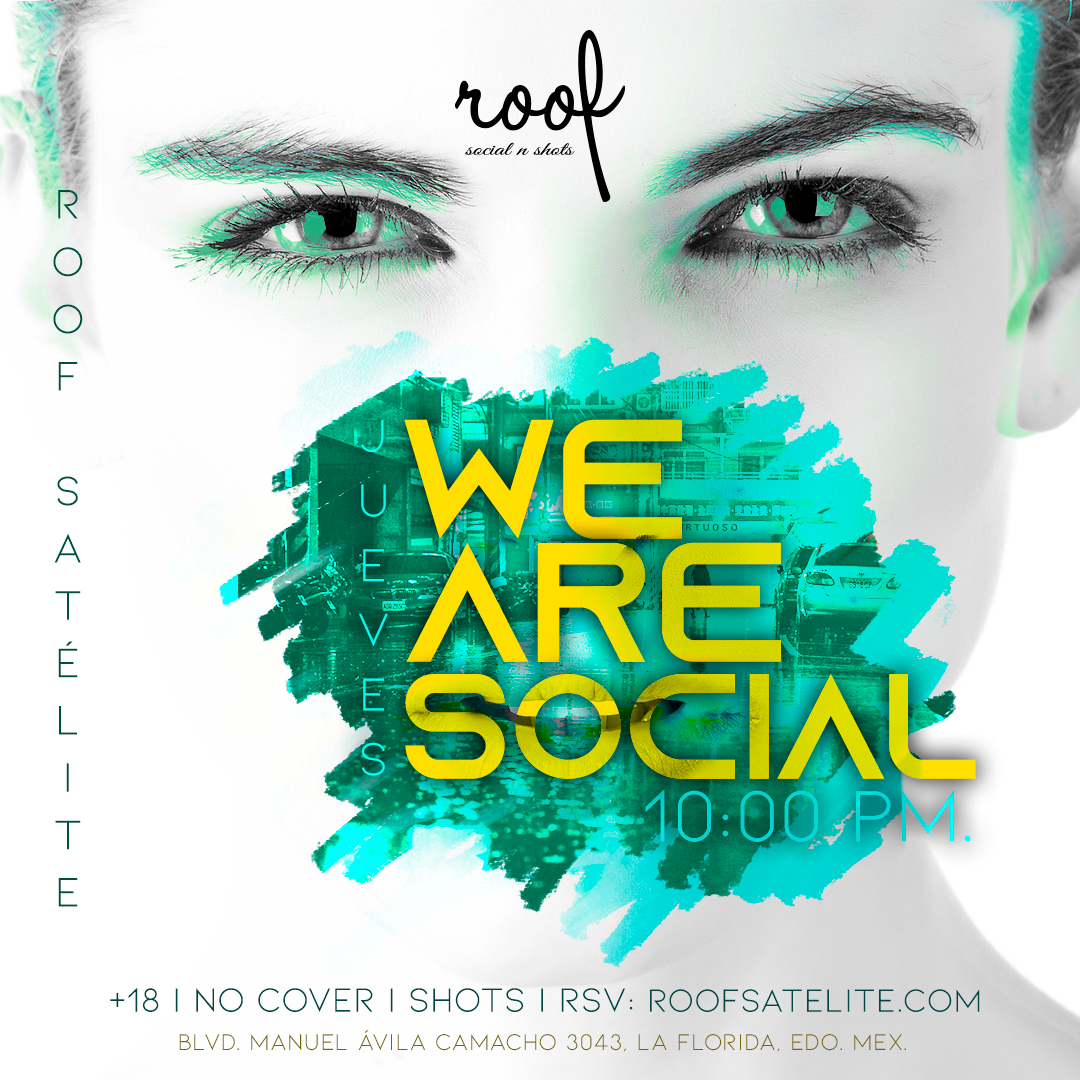 roof
social n shots
ROOF SATÉLITE
JUEVES
WE
ARE
SOCIAL
10:00 PM.
+18 | NO COVER | SHOTS | RSV: ROOFSATELITE.COM
BLVD. MANUEL ÁVILA CAMACHO 3043, LA FLORIDA, EDO. MEX.